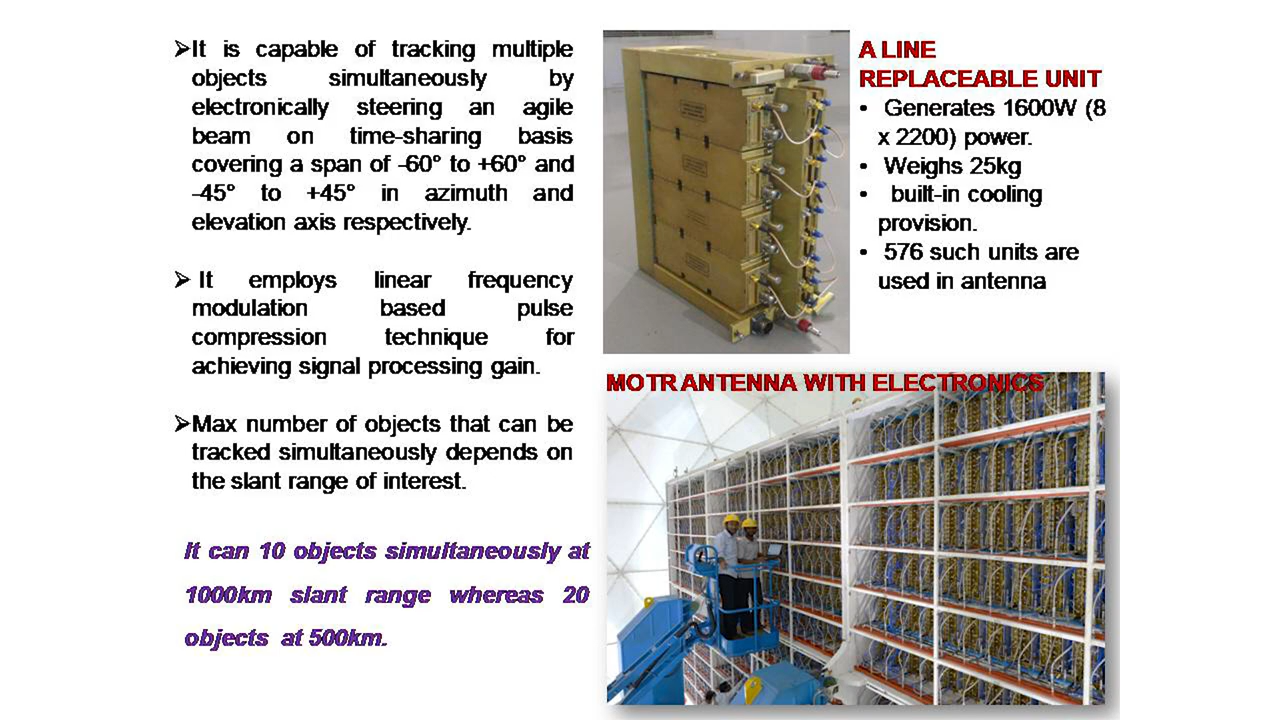 ➢It is capable of tracking multiple
objects simultaneously by
electronically steering an agile
beam on time-sharing basis
covering a span of -60° to +60° and
-45° to +45° in azimuth and
elevation axis respectively.
➢ It employs linear frequency
modulation based pulse
compression technique for
achieving signal processing gain.
➢Max number of objects that can be
tracked simultaneously depends on
the slant range of interest.
It can 10 objects simultaneously at
1000km slant range whereas 20
objects at 500km.
A LINE
REPLACEABLE UNIT
• Generates 1600W (8
x 2200) power.
• Weighs 25kg
• built-in cooling
provision.
• 576 such units are
used in antenna
MOTR ANTENNA WITH ELECTRONICS